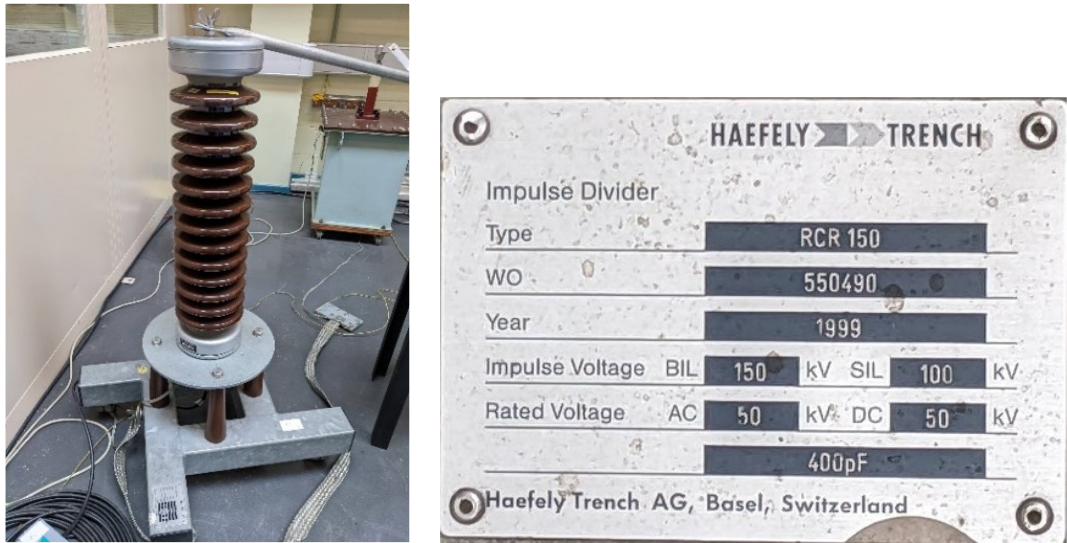 HAEFELY TRENCH
Impulse Divider
Type RCR 150
WO 550490
Year 1999
Impulse Voltage BIL 150 kV SIL 100 kV
Rated Voltage AC 50 kV DC 50 kV
400pF
Haefely Trench AG, Basel, Switzerland